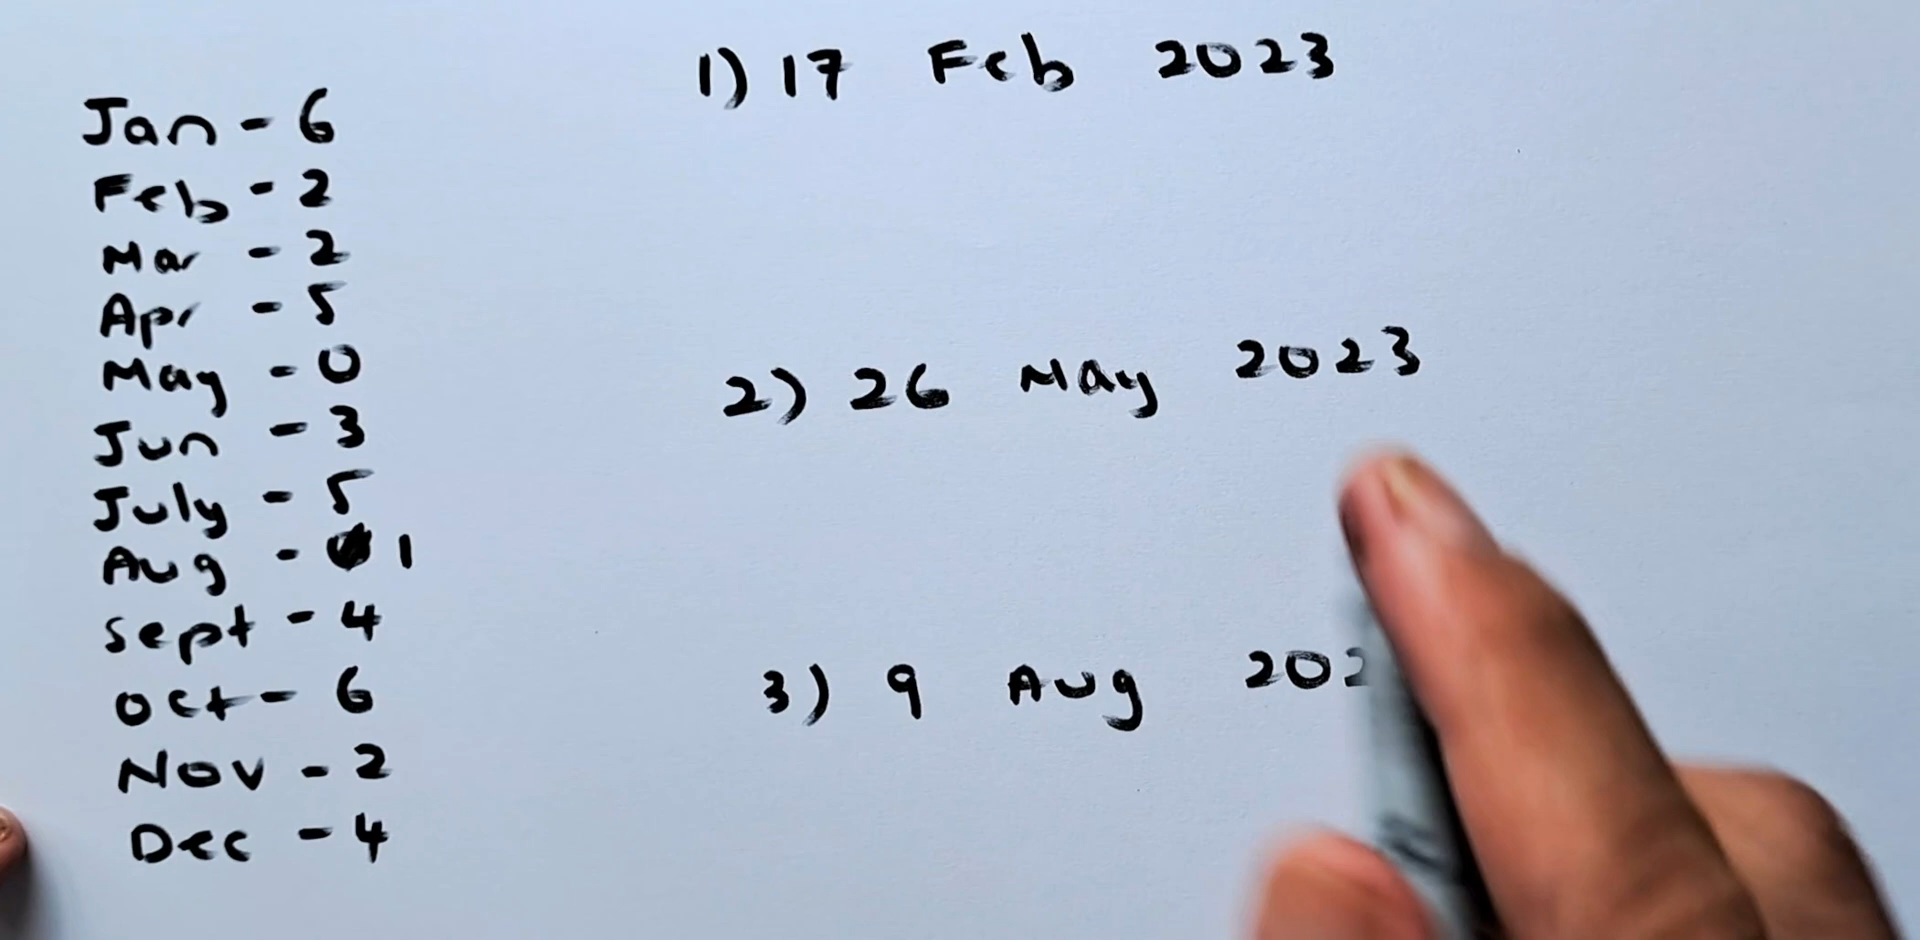 Jan - 6
Feb - 2
Mar - 2
Apr - 5
May - 0
Jun - 3
July - 5
Aug - 1
Sept - 4
Oct - 6
Nov - 2
Dec - 4
1) 17 Feb 2023
2) 26 May 2023
3) 9 Aug 202